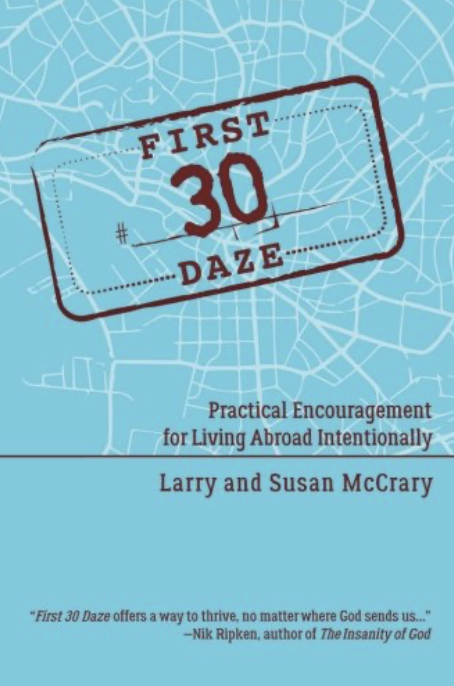 FIRST
30
#
DAZE
Practical Encouragement
for Living Abroad Intentionally
Larry and Susan McCrary
“First 30 Daze offers a way to thrive, no matter where God sends us...”
—Nik Ripken, author of The Insanity of God